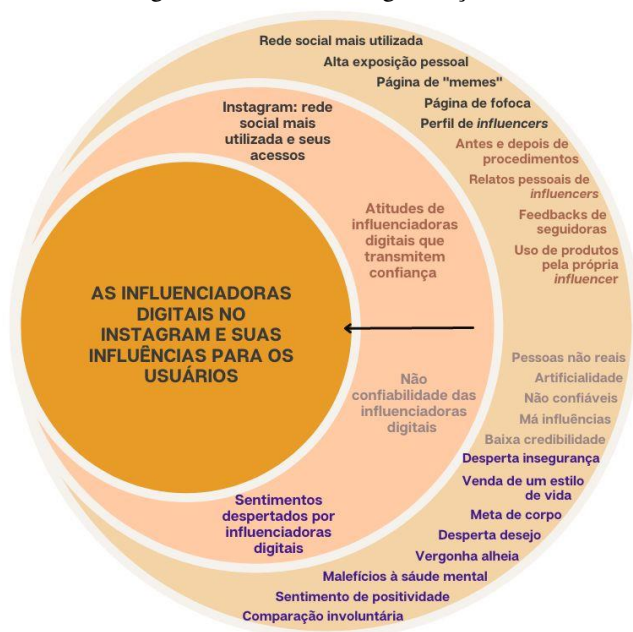 Rede social mais utilizada
Alta exposição pessoal
Página de "memes"
Página de fofoca
Perfil de influencers
Antes e depois de
procedimentos
Relatos pessoais de
influencers
Feedbacks de
seguidoras
Uso de produtos
pela própria
influencer
Instagram: rede
social mais
utilizada e seus
acessos
Atitudes de
influenciadoras
digitais que
transmitem
confiança
AS INFLUENCIADORAS
DIGITAIS NO
INSTAGRAM E SUAS
INFLUÊNCIAS PARA OS
USUÁRIOS
Não
confiabilidade das
influenciadoras
digitais
Pessoas não reais
Artificialidade
Não confiáveis
Má influências
Baixa credibilidade
Sentimentos
despertados por
influenciadoras
digitais
Desperta insegurança
Venda de um estilo
de vida
Meta de corpo
Desperta desejo
Vergonha alheia
Malefícios à sáude mental
Sentimento de positividade
Comparação involuntária